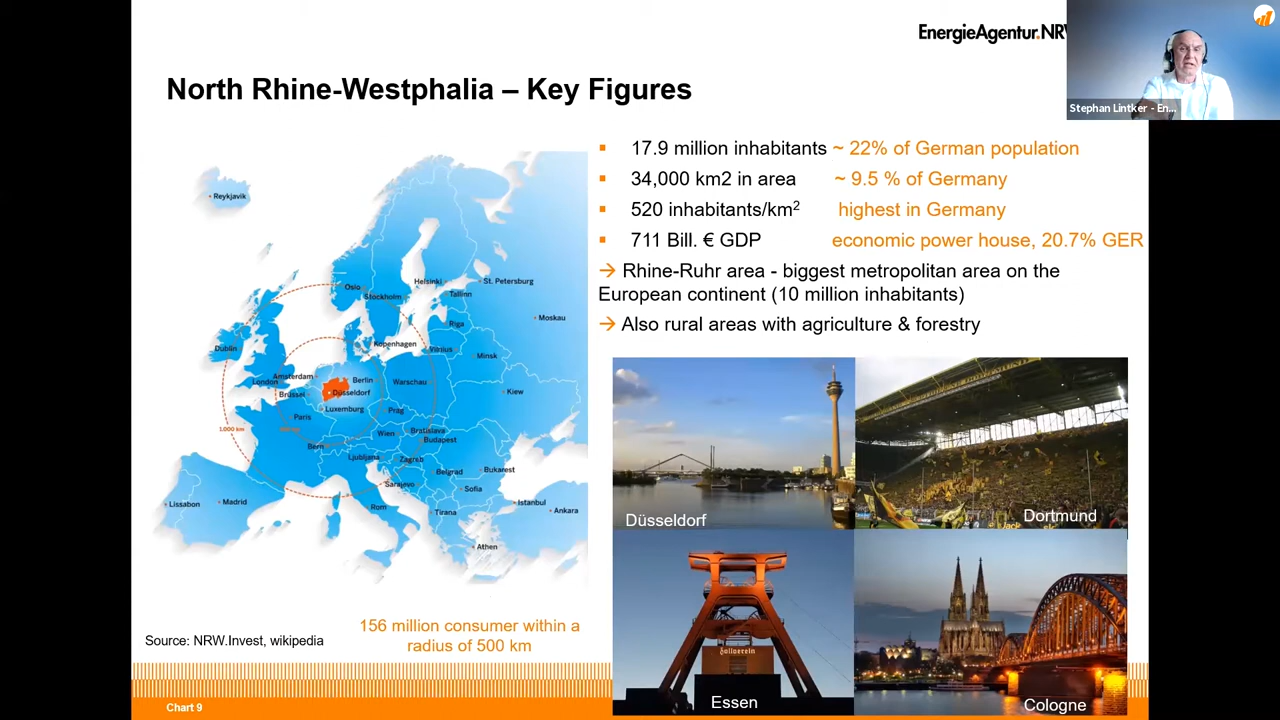 EnergieAgentur.NRW
Stephan Lintker - En...
North Rhine-Westphalia – Key Figures
▪ 17.9 million inhabitants ~ 22% of German population
▪ 34,000 km2 in area ~ 9.5 % of Germany
▪ 520 inhabitants/km² highest in Germany
▪ 711 Bill. € GDP economic power house, 20.7% GER
→ Rhine-Ruhr area - biggest metropolitan area on the
European continent (10 million inhabitants)
→ Also rural areas with agriculture & forestry
Reykjavik
Helsinki
St. Petersburg
Oslo
Stockholm
Tallinn
Moskau
Riga
Dublin
Kopenhagen
Vilnius
Minsk
Amsterdam
London
Berlin
Warschau
Brüssel
Düsseldorf
Kiew
Luxemburg
Paris
Prag
1.000 km
Wien
Bratislava
Budapest
Bern
Ljubljana
Zagreb
Belgrad
Bukarest
Sarajevo
Sofia
Lissabon
Madrid
Rom
Tirana
Istanbul
Ankara
Athen
Düsseldorf
Dortmund
Zollverein
Essen
Cologne
156 million consumer within a
radius of 500 km
Source: NRW.Invest, wikipedia
Chart 9